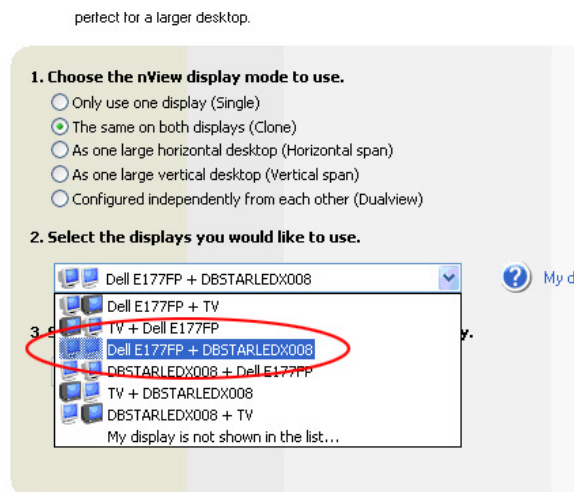 perfect for a larger desktop.
1. Choose the nView display mode to use.
Only use one display (Single)
The same on both displays (Clone)
As one large horizontal desktop (Horizontal span)
As one large vertical desktop (Vertical span)
Configured independently from each other (Dualview)
2. Select the displays you would like to use.
Dell E177FP + DBSTARLEDX008
? My d
Dell E177FP + TV
3. S
TV + Dell E177FP
y.
Dell E177FP + DBSTARLEDX008
DBSTARLEDX008 + Dell E177FP
TV + DBSTARLEDX008
DBSTARLEDX008 + TV
My display is not shown in the list...